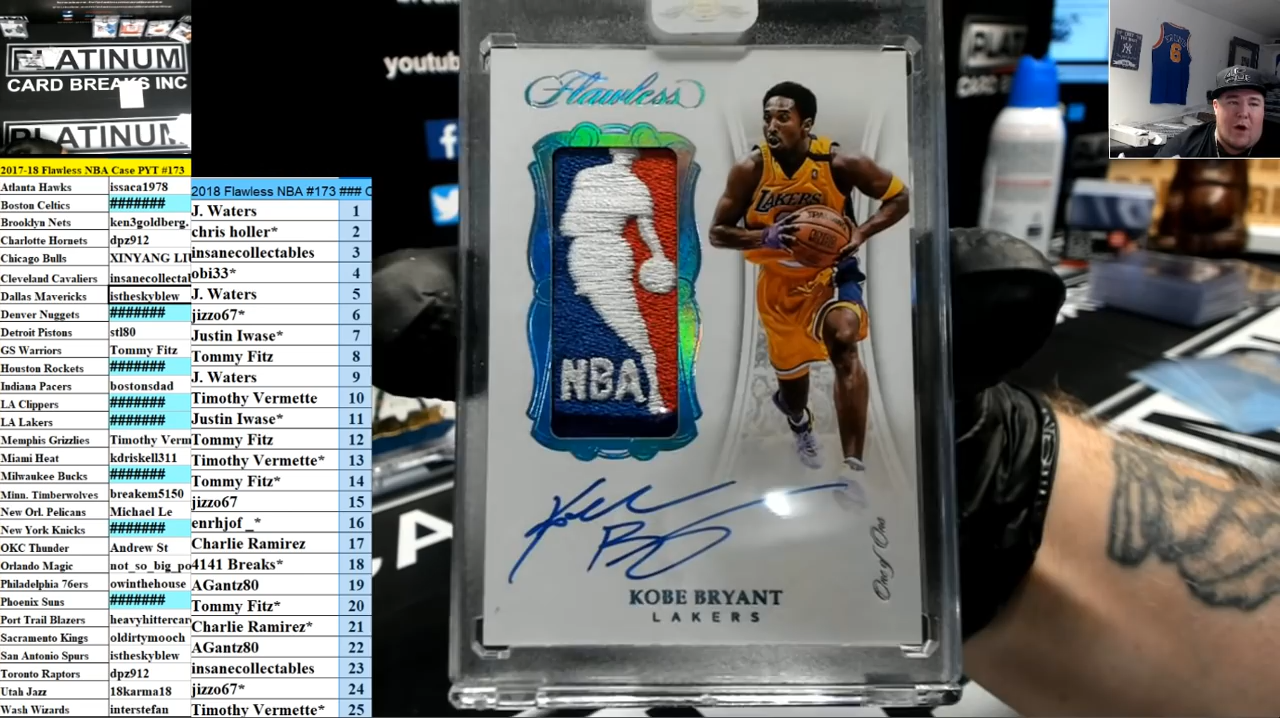 PLATINUM
CARD BREAKS INC
PLATINUM
2017-18 Flawless NBA Case PYT #173
Atlanta Hawks issaca1978
Boston Celtics #######
Brooklyn Nets ken3goldberg.
Charlotte Hornets dpz912
Chicago Bulls XINYANG LI
Cleveland Cavaliers insanecollectal
Dallas Mavericks istheskyblew
Denver Nuggets #######
Detroit Pistons stl80
GS Warriors Tommy Fitz
Houston Rockets #######
Indiana Pacers bostonsdad
LA Clippers #######
LA Lakers #######
Memphis Grizzlies Timothy Verm
Miami Heat kdriskell311
Milwaukee Bucks #######
Minn. Timberwolves breakem5150
New Orl. Pelicans Michael Le
New York Knicks #######
OKC Thunder Andrew St
Orlando Magic not_so_big_po
Philadelphia 76ers owinthehouse
Phoenix Suns #######
Port Trail Blazers heavyhittercar
Sacramento Kings oldirtymooch
San Antonio Spurs istheskyblew
Toronto Raptors dpz912
Utah Jazz 18karma18
Wash Wizards interstefan
2018 Flawless NBA #173 ### C
J. Waters 1
chris holler* 2
insanecollectables 3
obi33* 4
J. Waters 5
jizzo67* 6
Justin Iwase* 7
Tommy Fitz 8
J. Waters 9
Timothy Vermette 10
Justin Iwase* 11
Tommy Fitz 12
Timothy Vermette* 13
Tommy Fitz* 14
jizzo67 15
enrhjof _* 16
Charlie Ramirez 17
4141 Breaks* 18
AGantz80 19
Tommy Fitz* 20
Charlie Ramirez* 21
AGantz80 22
insanecollectables 23
jizzo67* 24
Timothy Vermette* 25
youtub
PLAT
Flawless
NBA
LAKERS
One of One
KOBE BRYANT
LAKERS
6